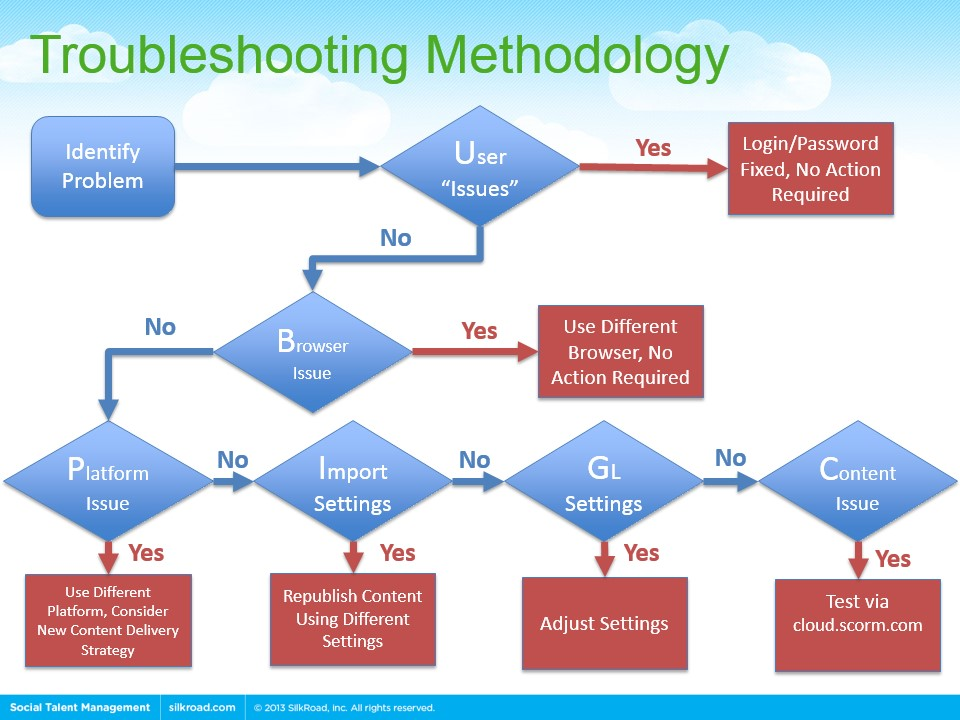 Troubleshooting Methodology
Identify
Problem
User
“Issues”
Yes
Login/Password
Fixed, No Action
Required
No
Browser
Issue
Yes
Use Different
Browser, No
Action Required
No
Platform
Issue
No
Import
Settings
No
GL
Settings
No
Content
Issue
Yes
Use Different
Platform, Consider
New Content Delivery
Strategy
Yes
Republish Content
Using Different
Settings
Yes
Adjust Settings
Yes
Test via
cloud.scorm.com
Social Talent Management
silkroad.com
© 2013 SilkRoad, Inc. All rights reserved.